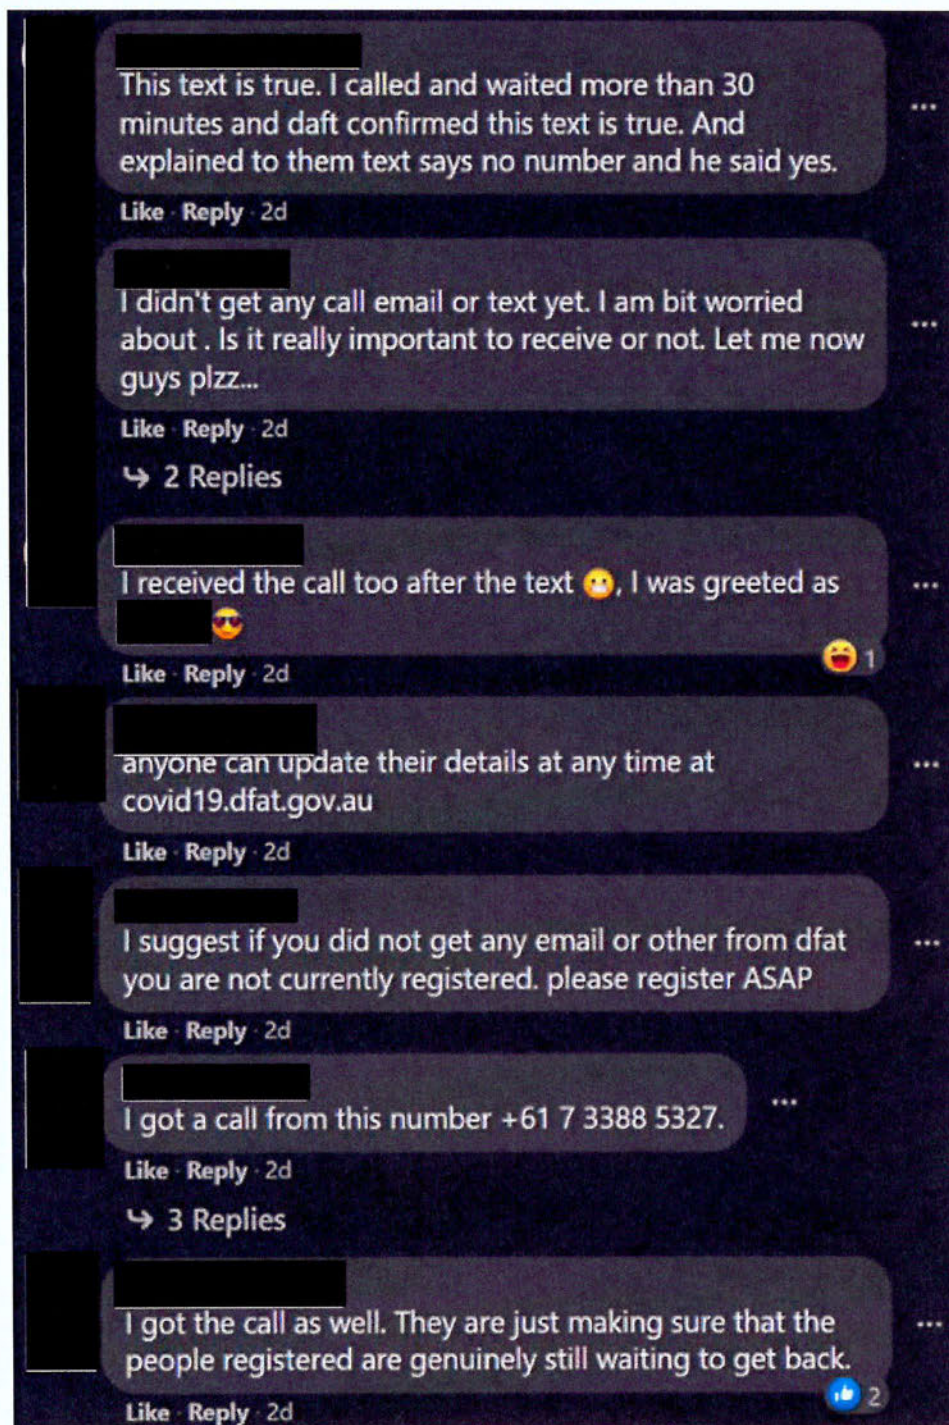 This text is true. I called and waited more than 30
minutes and daft confirmed this text is true. And
explained to them text says no number and he said yes.
Like · Reply · 2d
I didn't get any call email or text yet. I am bit worried
about . Is it really important to receive or not. Let me now
guys plzz...
Like · Reply · 2d
2 Replies
I received the call too after the text 😬, I was greeted as
😎
1
Like · Reply · 2d
anyone can update their details at any time at
covid19.dfat.gov.au
Like · Reply · 2d
I suggest if you did not get any email or other from dfat
you are not currently registered. please register ASAP
Like · Reply · 2d
I got a call from this number +61 7 3388 5327.
Like · Reply · 2d
3 Replies
I got the call as well. They are just making sure that the
people registered are genuinely still waiting to get back.
2
Like · Reply · 2d